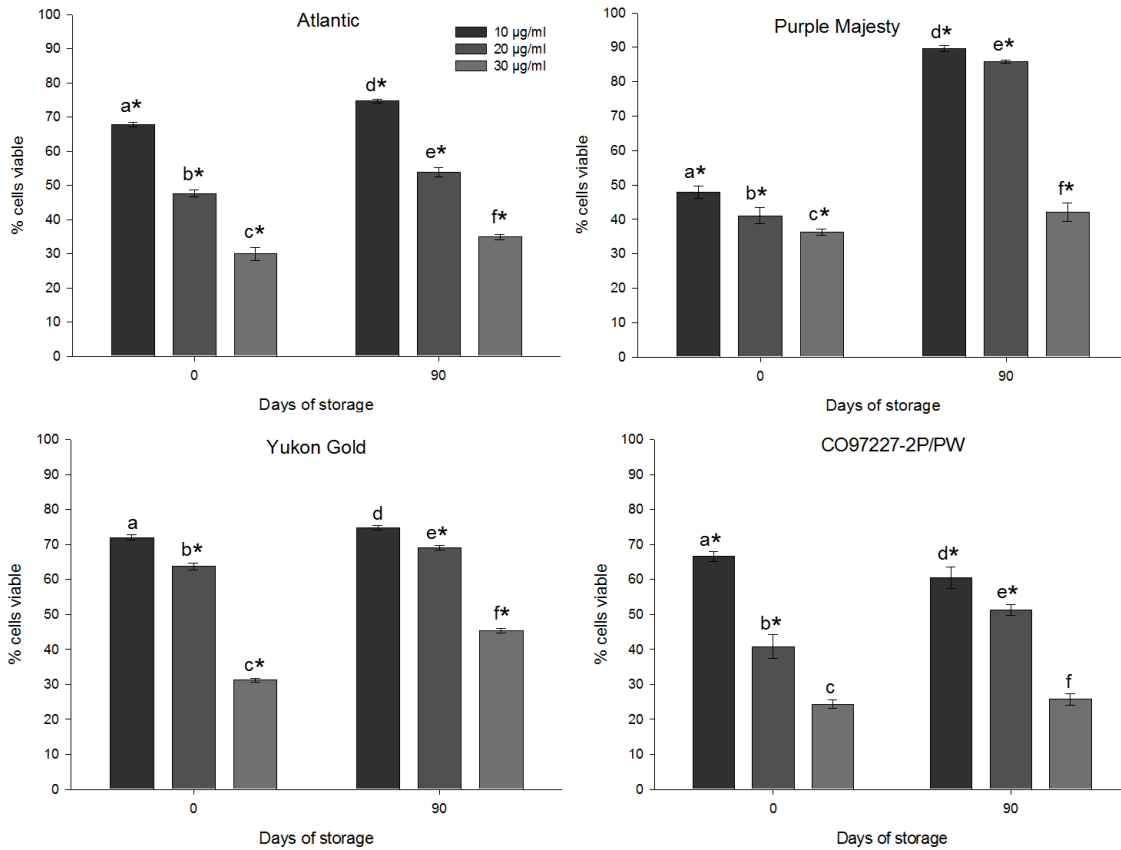 Atlantic
10 µg/ml
20 µg/ml
30 µg/ml
% cells viable
100
90
80
70
60
50
40
30
20
10
0
a*
b*
c*
d*
e*
f*
0
90
Days of storage
Purple Majesty
% cells viable
100
90
80
70
60
50
40
30
20
10
0
a*
b*
c*
d*
e*
f*
0
90
Days of storage
Yukon Gold
% cells viable
100
90
80
70
60
50
40
30
20
10
0
a
b*
c*
d
e*
f*
0
90
Days of storage
CO97227-2P/PW
% cells viable
100
90
80
70
60
50
40
30
20
10
0
a*
b*
c
d*
e*
f
0
90
Days of storage